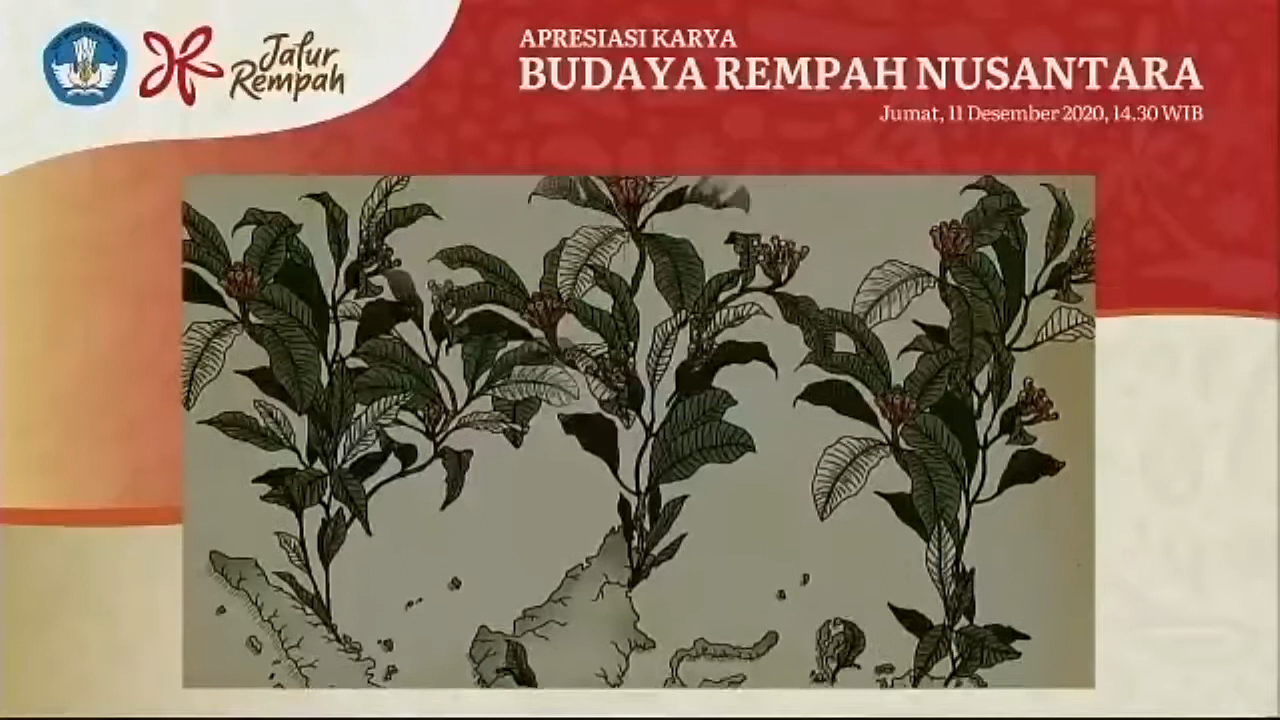 Jalur
Rempah
APRESIASI KARYA
BUDAYA REMPAH NUSANTARA
Jumat, 11 Desember 2020, 14.30 WIB